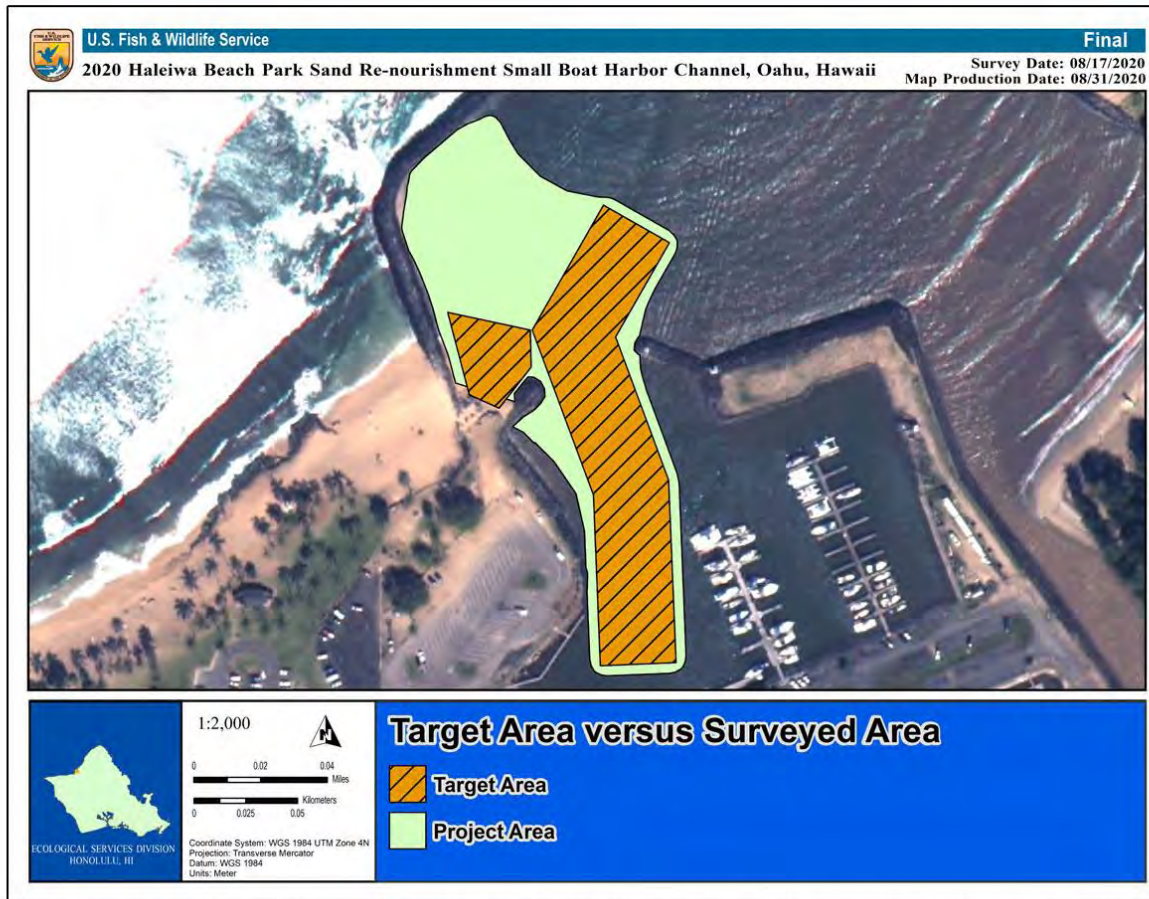 U.S. FISH & WILDLIFE SERVICE
U.S. Fish & Wildlife Service
Final
2020 Haleiwa Beach Park Sand Re-nourishment Small Boat Harbor Channel, Oahu, Hawaii
Survey Date: 08/17/2020
Map Production Date: 08/31/2020
1:2,000
N
0 0.02 0.04
Miles
Kilometers
0 0.025 0.05
Coordinate System: WGS 1984 UTM Zone 4N
Projection: Transverse Mercator
Datum: WGS 1984
Units: Meter
ECOLOGICAL SERVICES DIVISION
HONOLULU, HI
Target Area versus Surveyed Area
Target Area
Project Area